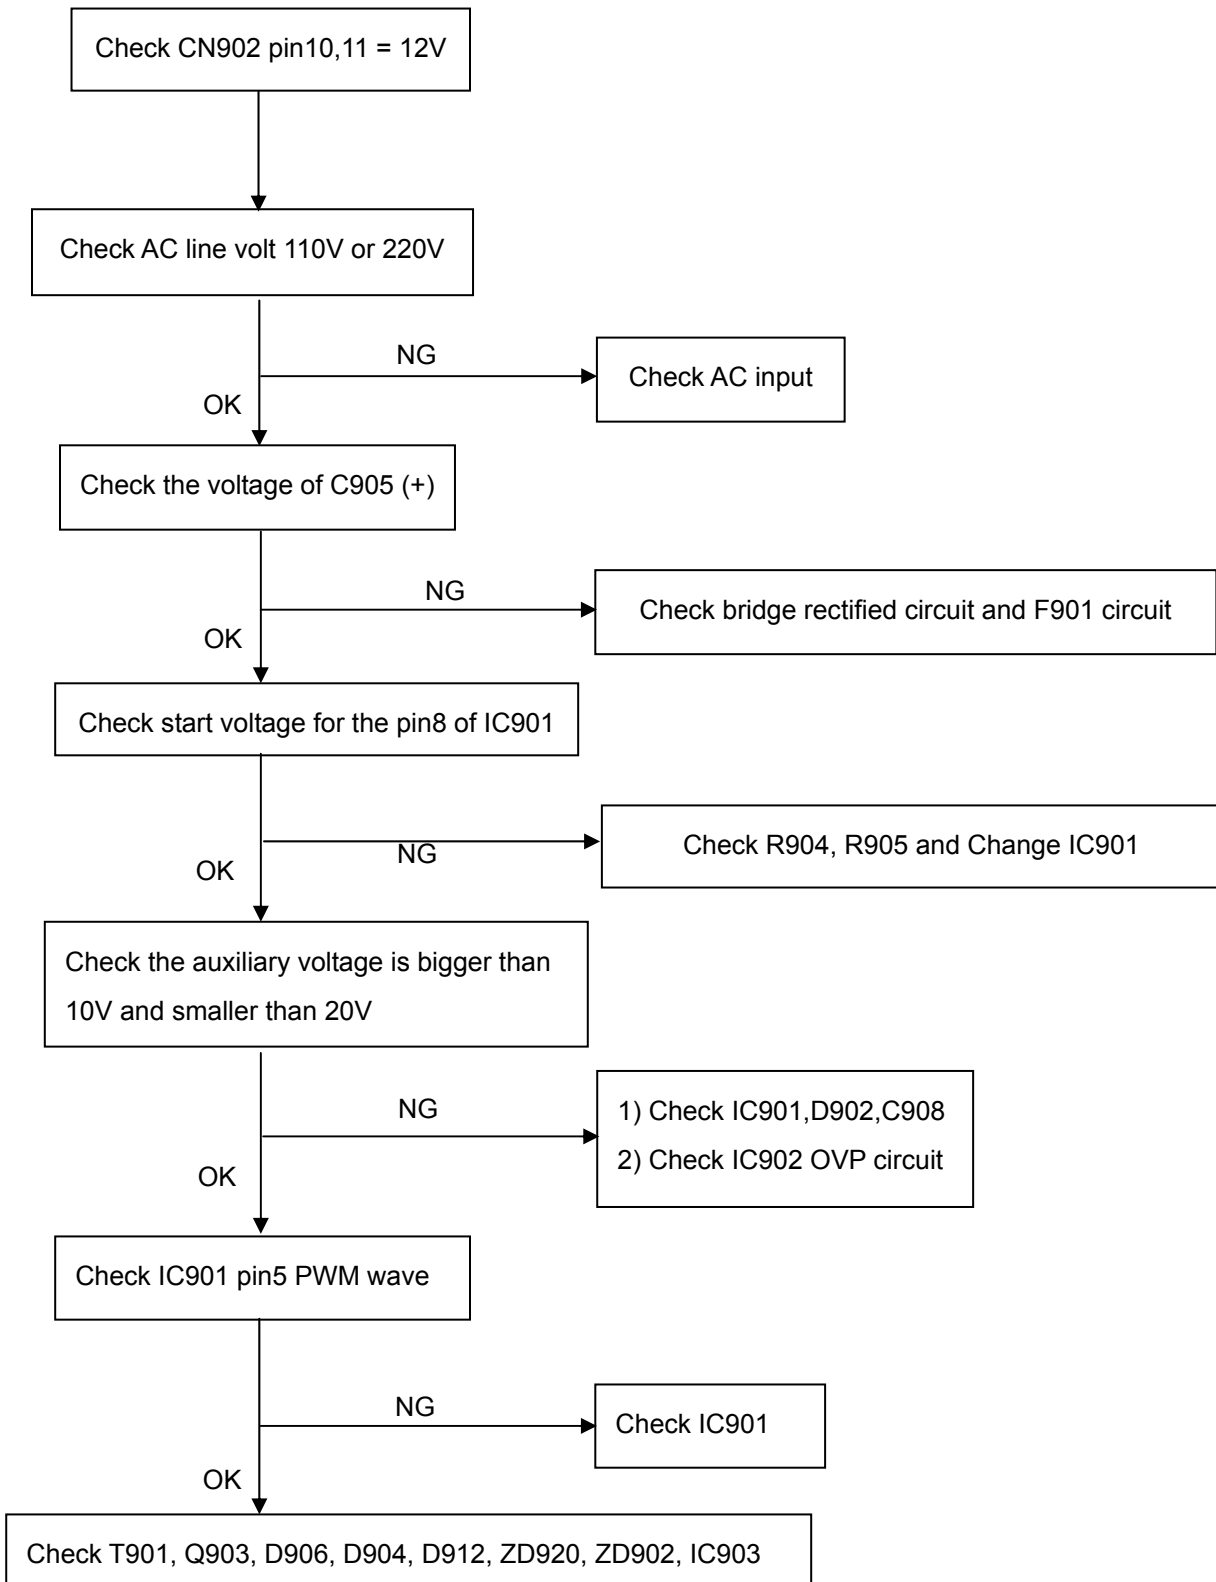 Check CN902 pin10,11 = 12V
Check AC line volt 110V or 220V
NG
Check AC input
OK
Check the voltage of C905 (+)
NG
Check bridge rectified circuit and F901 circuit
OK
Check start voltage for the pin8 of IC901
NG
Check R904, R905 and Change IC901
OK
Check the auxiliary voltage is bigger than
10V and smaller than 20V
NG
1) Check IC901,D902,C908
2) Check IC902 OVP circuit
OK
Check IC901 pin5 PWM wave
NG
Check IC901
OK
Check T901, Q903, D906, D904, D912, ZD920, ZD902, IC903